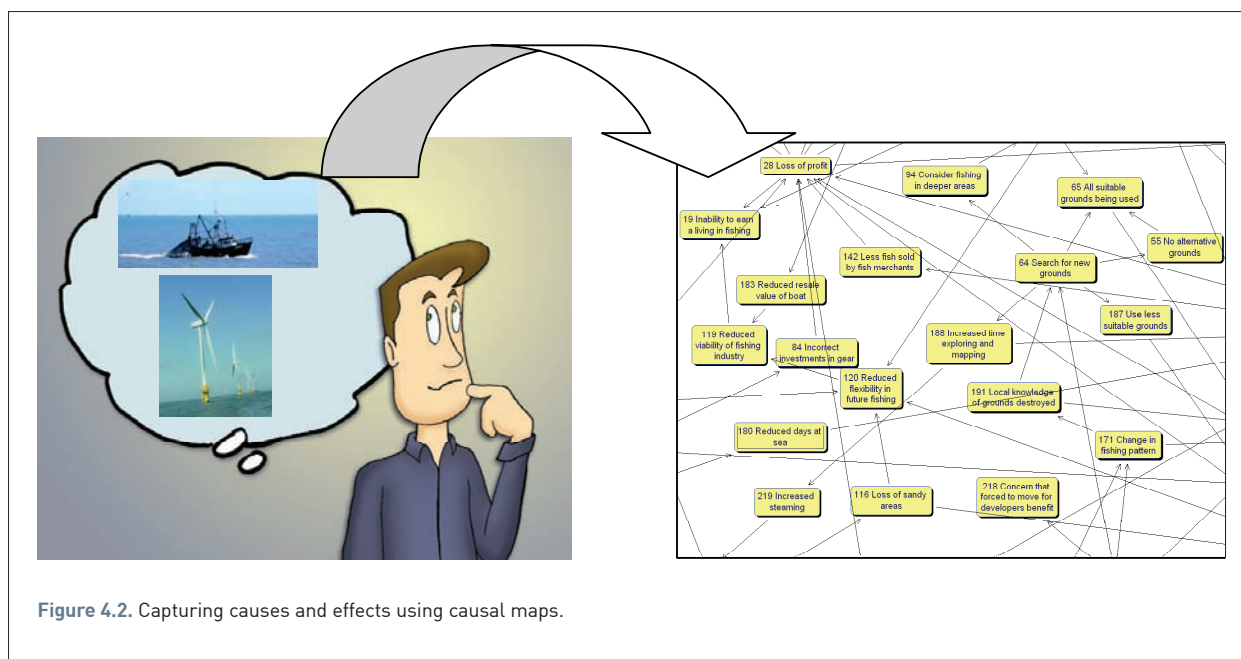 28 Loss of profit
94 Consider fishing
in deeper areas
65 All suitable
grounds being used
19 Inability to earn
a living in fishing
55 No alternative
grounds
142 Less fish sold
by fish merchants
64 Search for new
grounds
183 Reduced resale
value of boat
187 Use less
suitable grounds
119 Reduced
viability of fishing
industry
84 Incorrect
investments in gear
188 Increased time
exploring and
mapping
120 Reduced
flexibility in
future fishing
191 Local knowledge
of grounds destroyed
180 Reduced days at
sea
171 Change in
fishing pattern
219 Increased
steaming
116 Loss of sandy
areas
218 Concern that
forced to move for
developers benefit
Figure 4.2. Capturing causes and effects using causal maps.